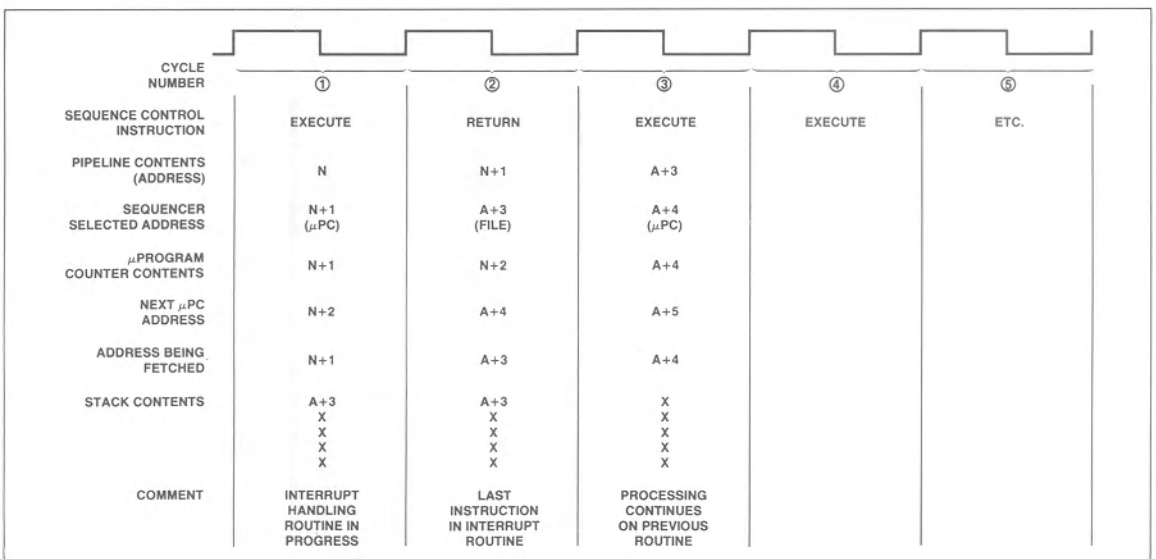 CYCLE
NUMBER
① ② ③ ④ ⑤
SEQUENCE CONTROL
INSTRUCTION
EXECUTE RETURN EXECUTE EXECUTE ETC.
PIPELINE CONTENTS
(ADDRESS)
N N+1 A+3
SEQUENCER
SELECTED ADDRESS
N+1 A+3 A+4
(μPC) (FILE) (μPC)
μPROGRAM
COUNTER CONTENTS
N+1 N+2 A+4
NEXT μPC
ADDRESS
N+2 A+4 A+5
ADDRESS BEING
FETCHED
N+1 A+3 A+4
STACK CONTENTS A+3 A+3 X
X X X
X X X
X X X
X X X
COMMENT INTERRUPT LAST PROCESSING
HANDLING INSTRUCTION CONTINUES
ROUTINE IN IN INTERRUPT ON PREVIOUS
PROGRESS ROUTINE ROUTINE